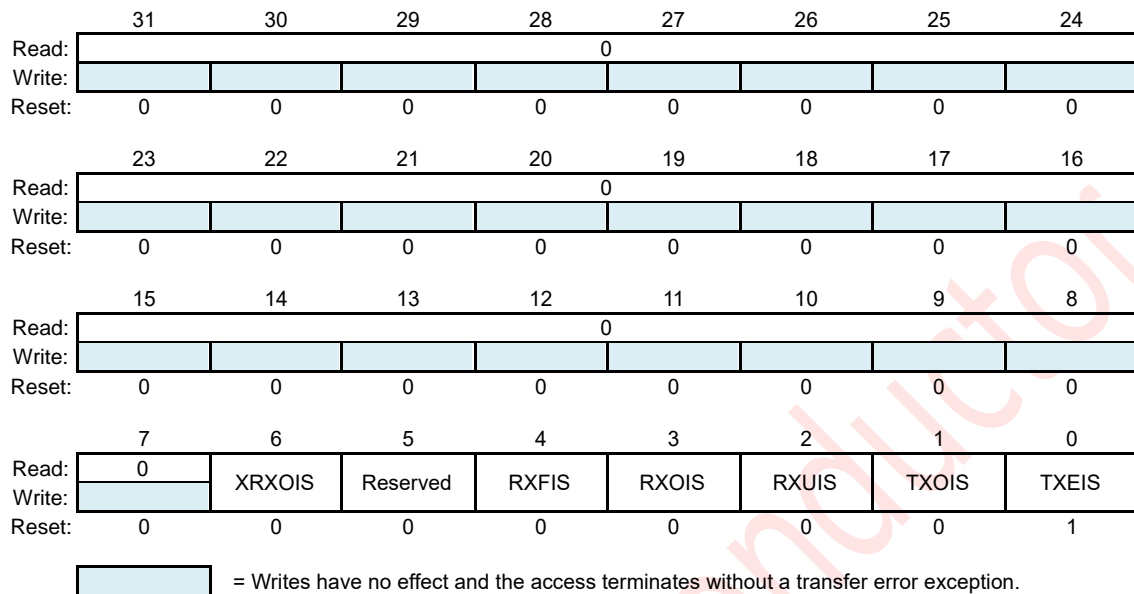 31 30 29 28 27 26 25 24
Read: 0
Write:
Reset: 0 0 0 0 0 0 0 0
23 22 21 20 19 18 17 16
Read: 0
Write:
Reset: 0 0 0 0 0 0 0 0
15 14 13 12 11 10 9 8
Read: 0
Write:
Reset: 0 0 0 0 0 0 0 0
7 6 5 4 3 2 1 0
Read: 0 XRXOIS Reserved RXFIS RXOIS RXUIS TXOIS TXEIS
Write:
Reset: 0 0 0 0 0 0 0 1
= Writes have no effect and the access terminates without a transfer error exception.